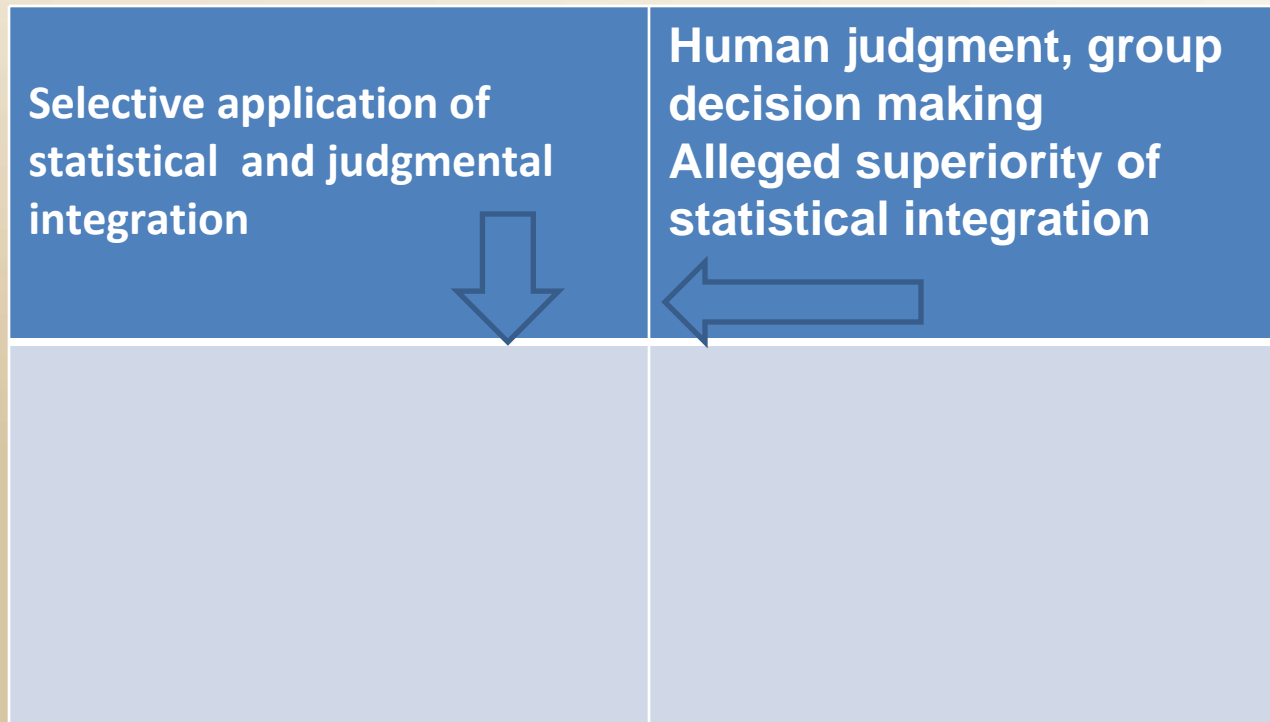 Selective application of
statistical and judgmental
integration
Human judgment, group
decision making
Alleged superiority of
statistical integration